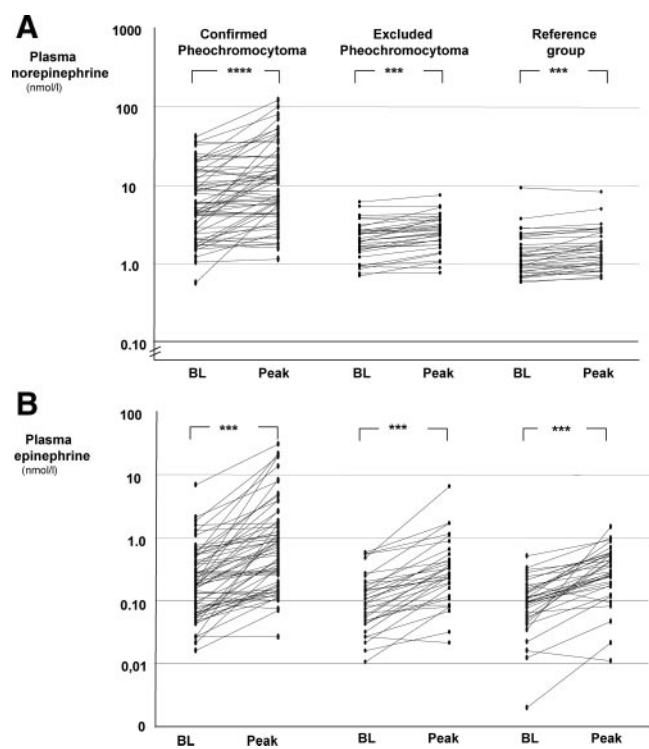 A
Plasma
norepinephrine
(nmol/l)
Confirmed
Pheochromocytoma
Excluded
Pheochromocytoma
Reference
group
****
***
***
1000
100
10
1.0
0.10
BL Peak BL Peak BL Peak
B
Plasma
epinephrine
(nmol/l)
***
***
***
100
10
1.0
0.10
0,01
0
BL Peak BL Peak BL Peak